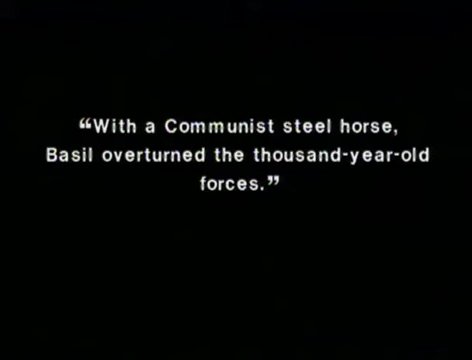 “With a Communist steel horse,
Basil overturned the thousand-year-old
forces.”